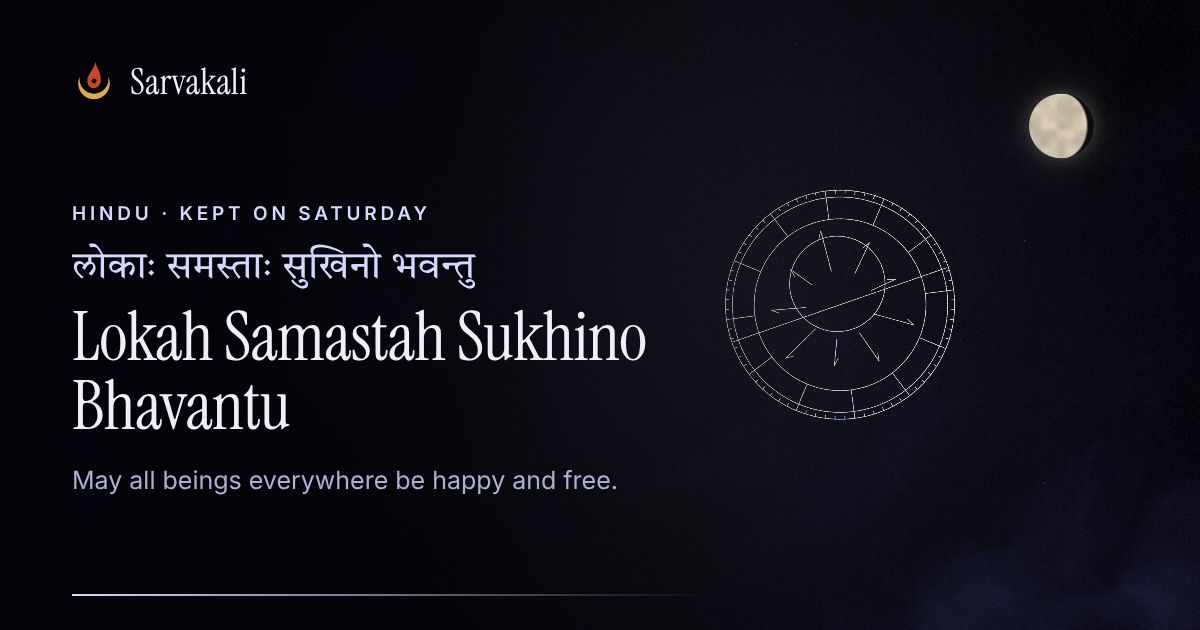 Sarvakali
HINDU · KEPT ON SATURDAY
लोकाः समस्ताः सुखिनो भवन्तु
Lokah Samastah Sukhino
Bhavantu
May all beings everywhere be happy and free.